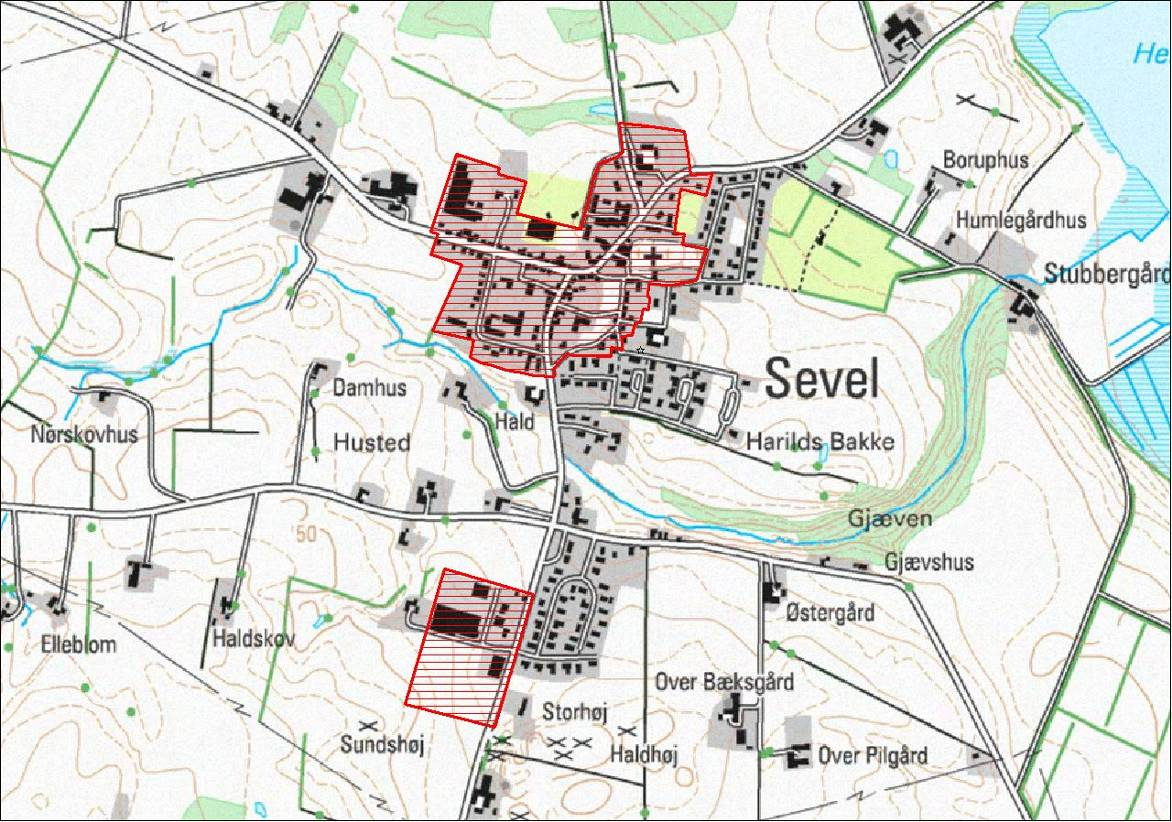 He
Boruphus
Humlegårdhus
Stubbergård
Sevel
Damhus
Hald
Nørskovhus
Husted
Harilds Bakke
Gjæven
50
Gjævshus
Østergård
Elleblom
Haldskov
Over Bæksgård
Storhøj
Sundshøj
Haldhøj
Over Pilgård